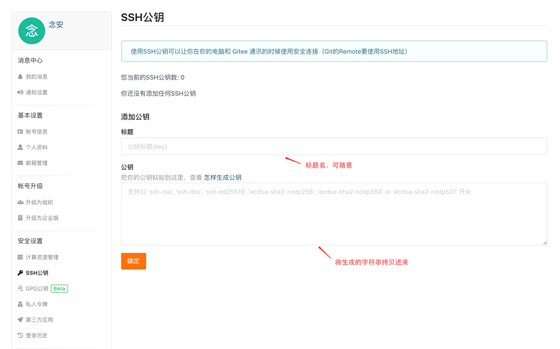 念
念安
消息中心
我的消息
通知设置
基本设置
帐号信息
个人资料
邮箱管理
帐号升级
升级为组织
升级为企业版
安全设置
计算资源管理
SSH公钥
GPG公钥 Beta
私人令牌
第三方应用
登录历史
SSH公钥
使用SSH公钥可以让你在你的电脑和 Gitee 通讯的时候使用安全连接（Git的Remote要使用SSH地址）
您当前的SSH公钥数: 0
你还没有添加任何SSH公钥
添加公钥
标题
公钥标题(key)
标题名、可随意
公钥
把你的公钥粘贴到这里，查看 怎样生成公钥
支持以 'ssh-rsa', 'ssh-dss', 'ssh-ed25519', 'ecdsa-sha2-nistp256', 'ecdsa-sha2-nistp384' or 'ecdsa-sha2-nistp521' 开头
确定
将生成的字符串拷贝进来